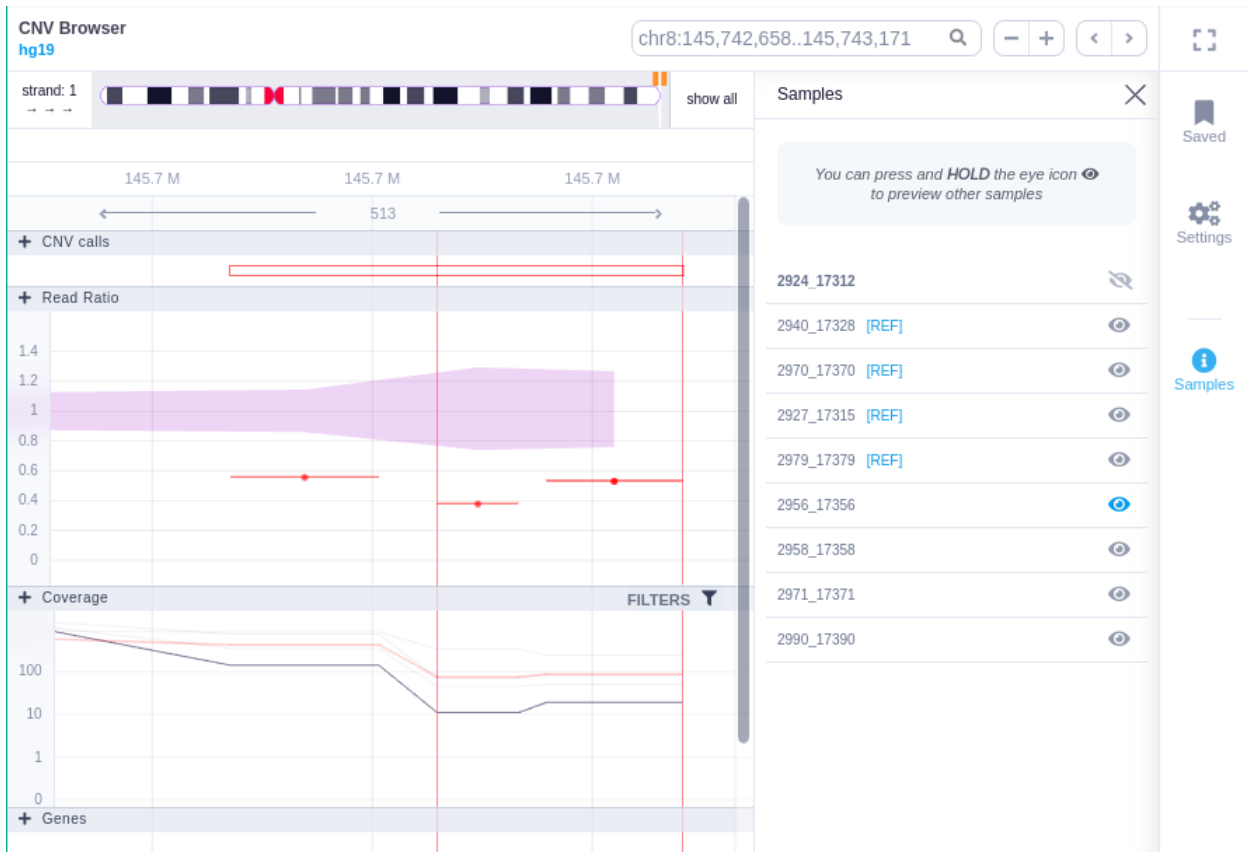 CNV Browser
hg19
chr8:145,742,658..145,743,171
strand: 1
→ → →
show all
145.7 M 145.7 M 145.7 M
513
CNV calls
Read Ratio
1.4
1.2
1
0.8
0.6
0.4
0.2
0
Coverage
FILTERS
100
10
1
0
Genes
Samples
You can press and HOLD the eye icon
to preview other samples
2924_17312
2940_17328 [REF]
2970_17370 [REF]
2927_17315 [REF]
2979_17379 [REF]
2956_17356
2958_17358
2971_17371
2990_17390
Saved
Settings
Samples